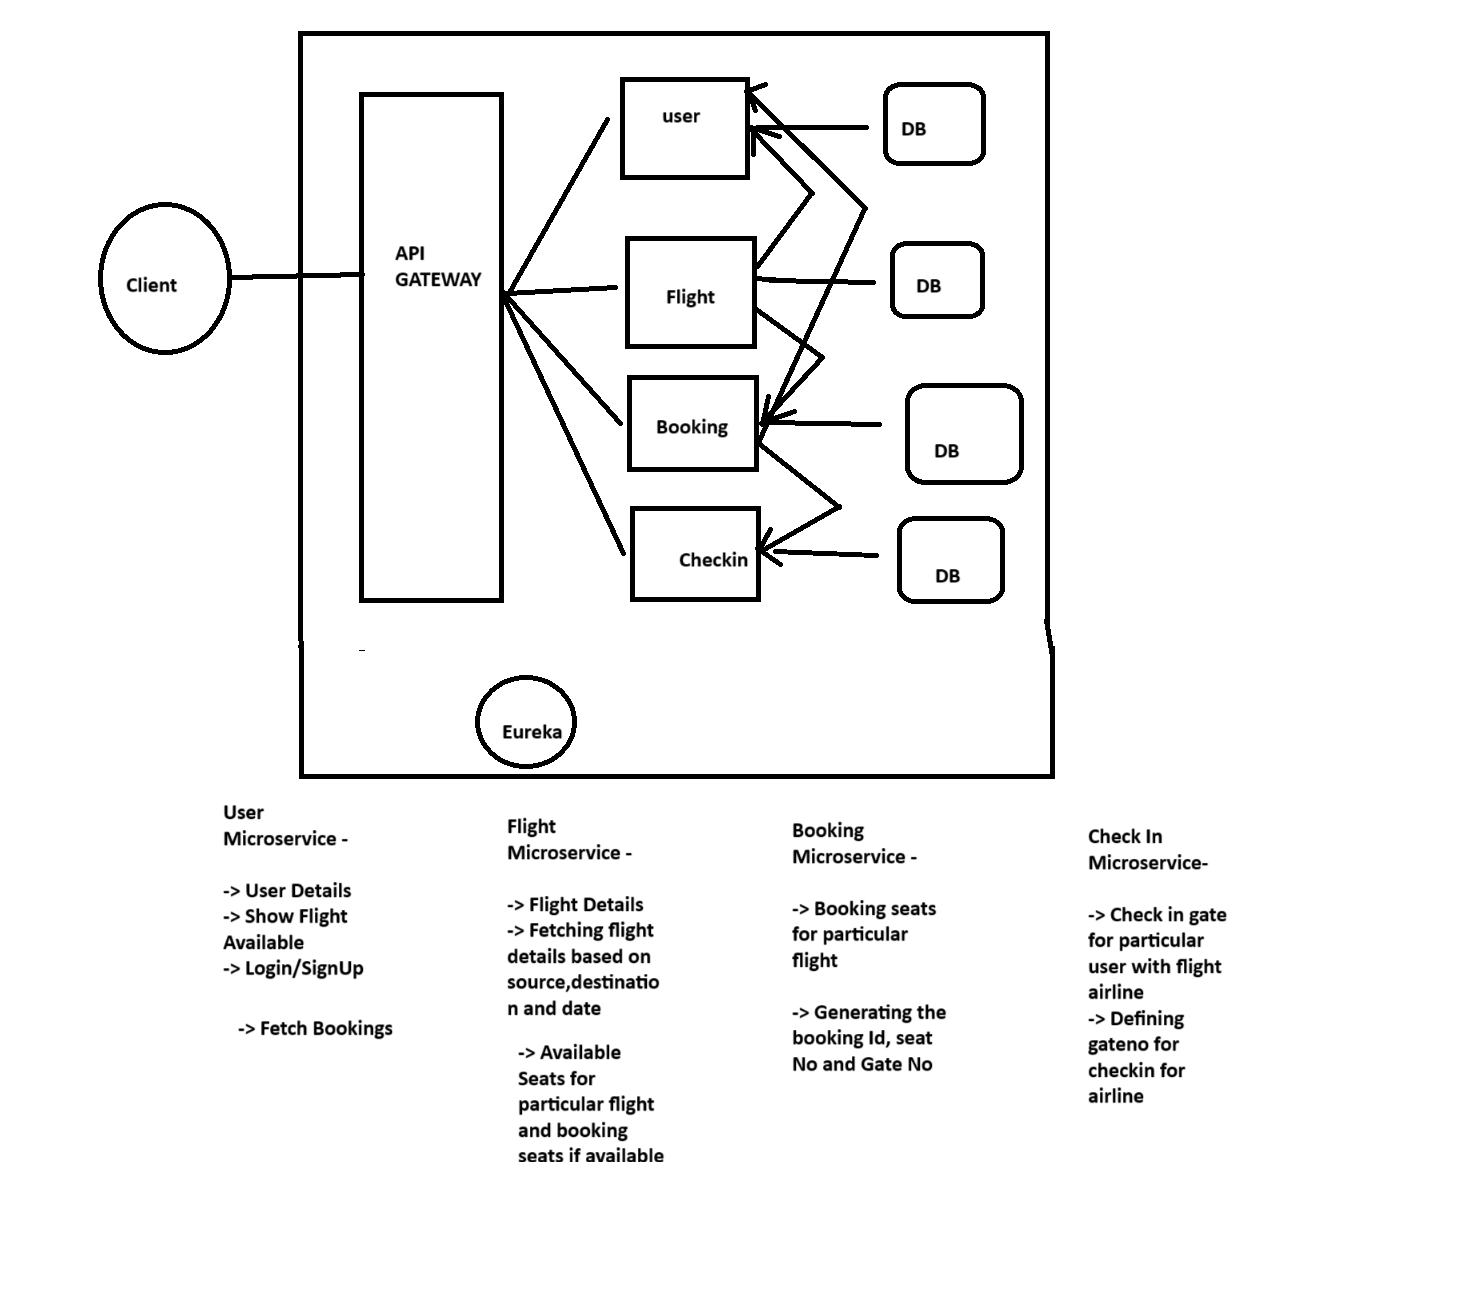 user
DB
API
GATEWAY
Client
Flight
DB
Booking
DB
Checkin
DB
Eureka
User
Microservice -
-> User Details
-> Show Flight
Available
-> Login/SignUp
-> Fetch Bookings
Flight
Microservice -
-> Flight Details
-> Fetching flight
details based on
source,destinatio
n and date
-> Available
Seats for
particular flight
and booking
seats if available
Booking
Microservice -
-> Booking seats
for particular
flight
-> Generating the
booking Id, seat
No and Gate No
Check In
Microservice-
-> Check in gate
for particular
user with flight
airline
-> Defining
gateno for
checkin for
airline